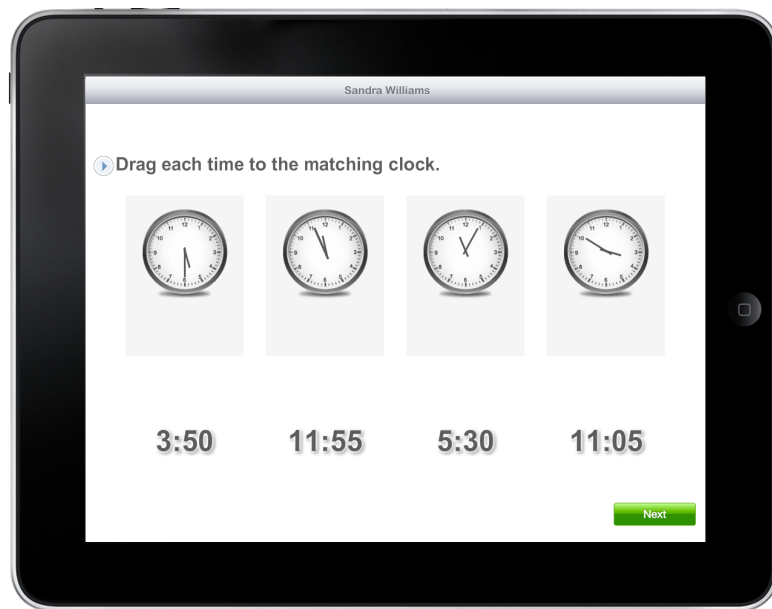 Sandra Williams
Drag each time to the matching clock.
3:50 11:55 5:30 11:05
Next